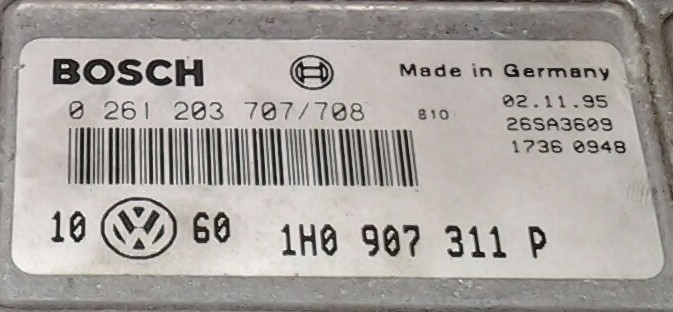 BOSCH
Made in Germany
0 261 203 707/708
810
02.11.95
26SA3609
1736 0948
10 60 1H0 907 311 P